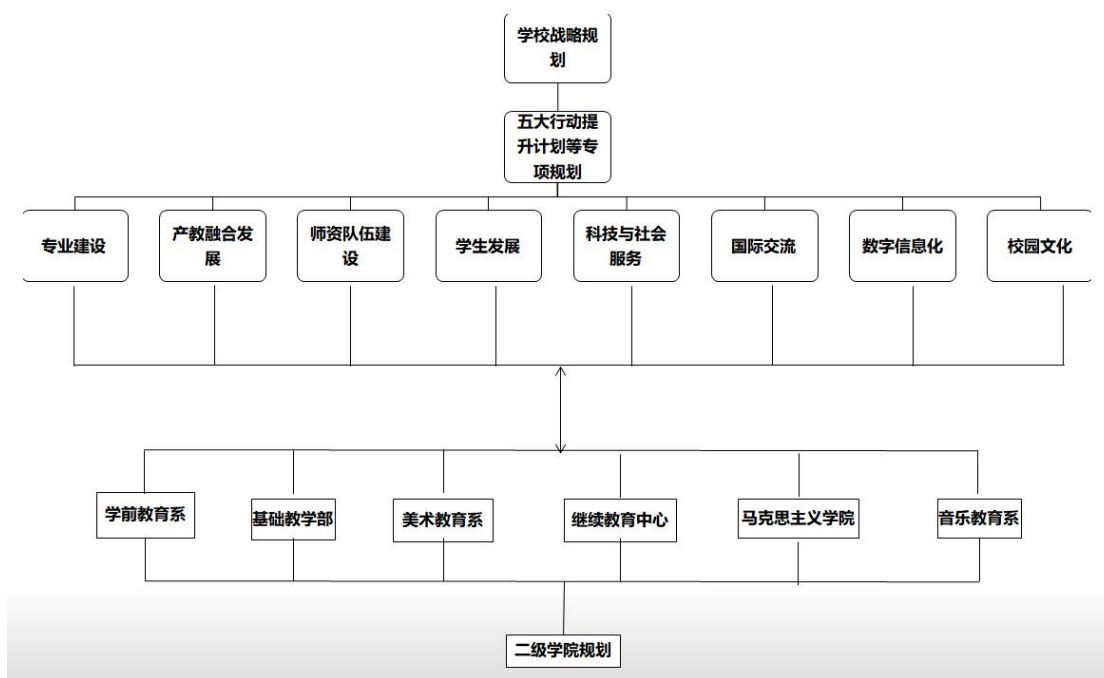 学校战略规
划
五大行动提
升计划等专
项规划
专业建设
产教融合发
展
师资队伍建
设
学生发展
科技与社会
服务
国际交流
数字信息化
校园文化
学前教育系
基础教学部
美术教育系
继续教育中心
马克思主义学院
音乐教育系
二级学院规划